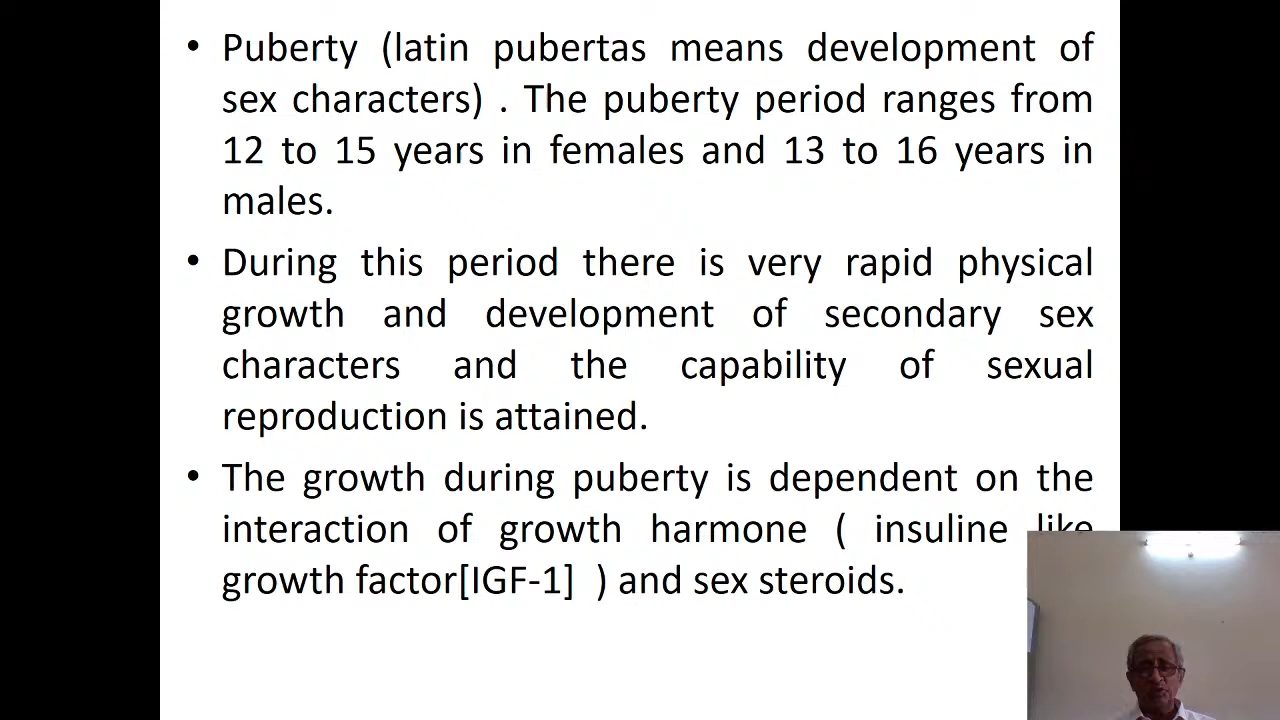 • Puberty (latin pubertas means development of
sex characters) . The puberty period ranges from
12 to 15 years in females and 13 to 16 years in
males.
• During this period there is very rapid physical
growth and development of secondary sex
characters and the capability of sexual
reproduction is attained.
• The growth during puberty is dependent on the
interaction of growth harmone ( insuline like
growth factor[IGF-1] ) and sex steroids.